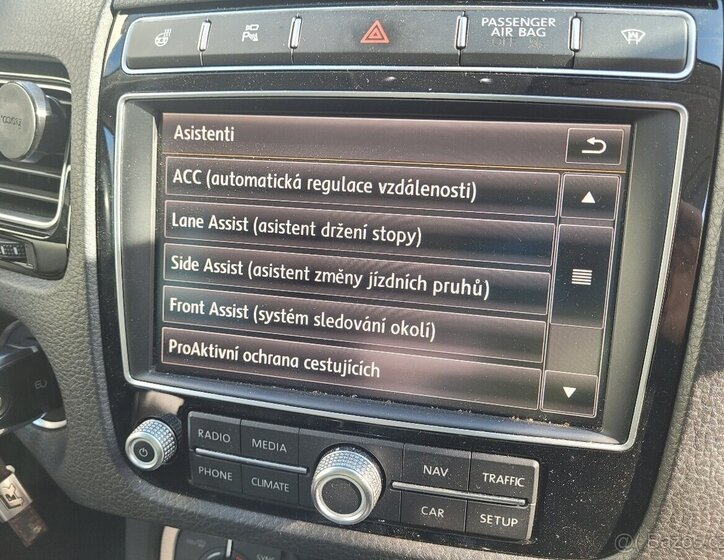 PASSENGER
AIR BAG
Asistenti
ACC (automatická regulace vzdálenosti)
Lane Assist (asistent držení stopy)
Side Assist (asistent změny jízdních pruhů)
Front Assist (systém sledování okolí)
ProAktivní ochrana cestujících
RADIO
MEDIA
NAV
TRAFFIC
PHONE
CLIMATE
CAR
SETUP
SYNC